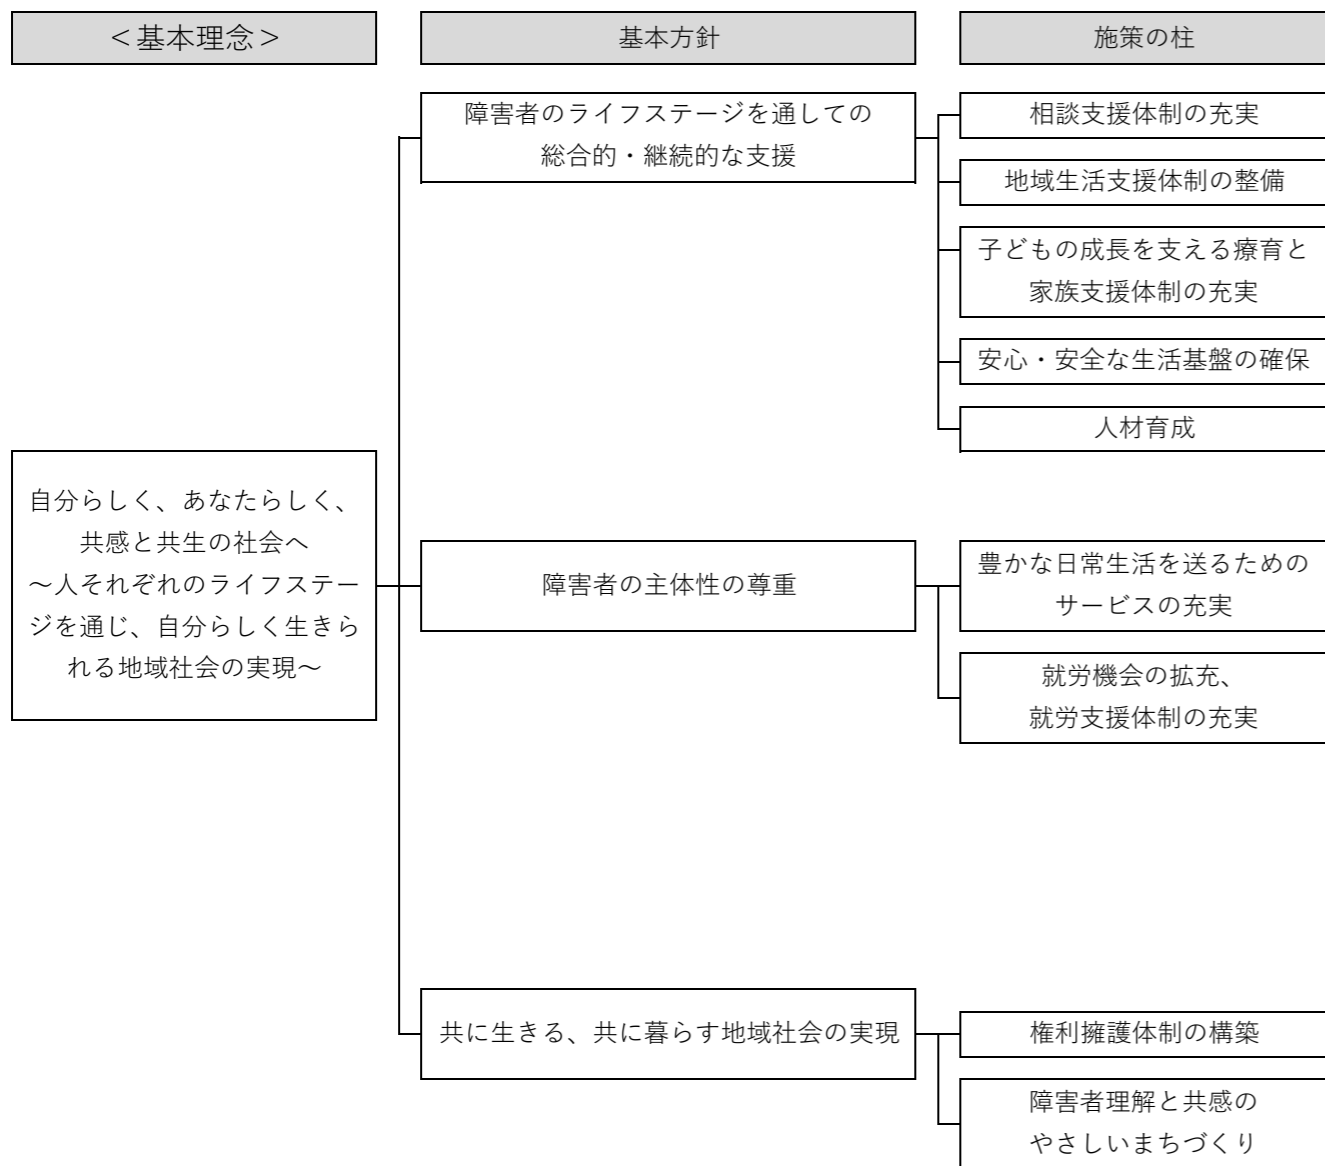 ＜基本理念＞
基本方針
施策の柱
自分らしく、あなたらしく、
共感と共生の社会へ
～人それぞれのライフステー
ジを通じ、自分らしく生きら
れる地域社会の実現～
障害者のライフステージを通しての
総合的・継続的な支援
相談支援体制の充実
地域生活支援体制の整備
子どもの成長を支える療育と
家族支援体制の充実
安心・安全な生活基盤の確保
人材育成
障害者の主体性の尊重
豊かな日常生活を送るための
サービスの充実
就労機会の拡充、
就労支援体制の充実
共に生きる、共に暮らす地域社会の実現
権利擁護体制の構築
障害者理解と共感の
やさしいまちづくり